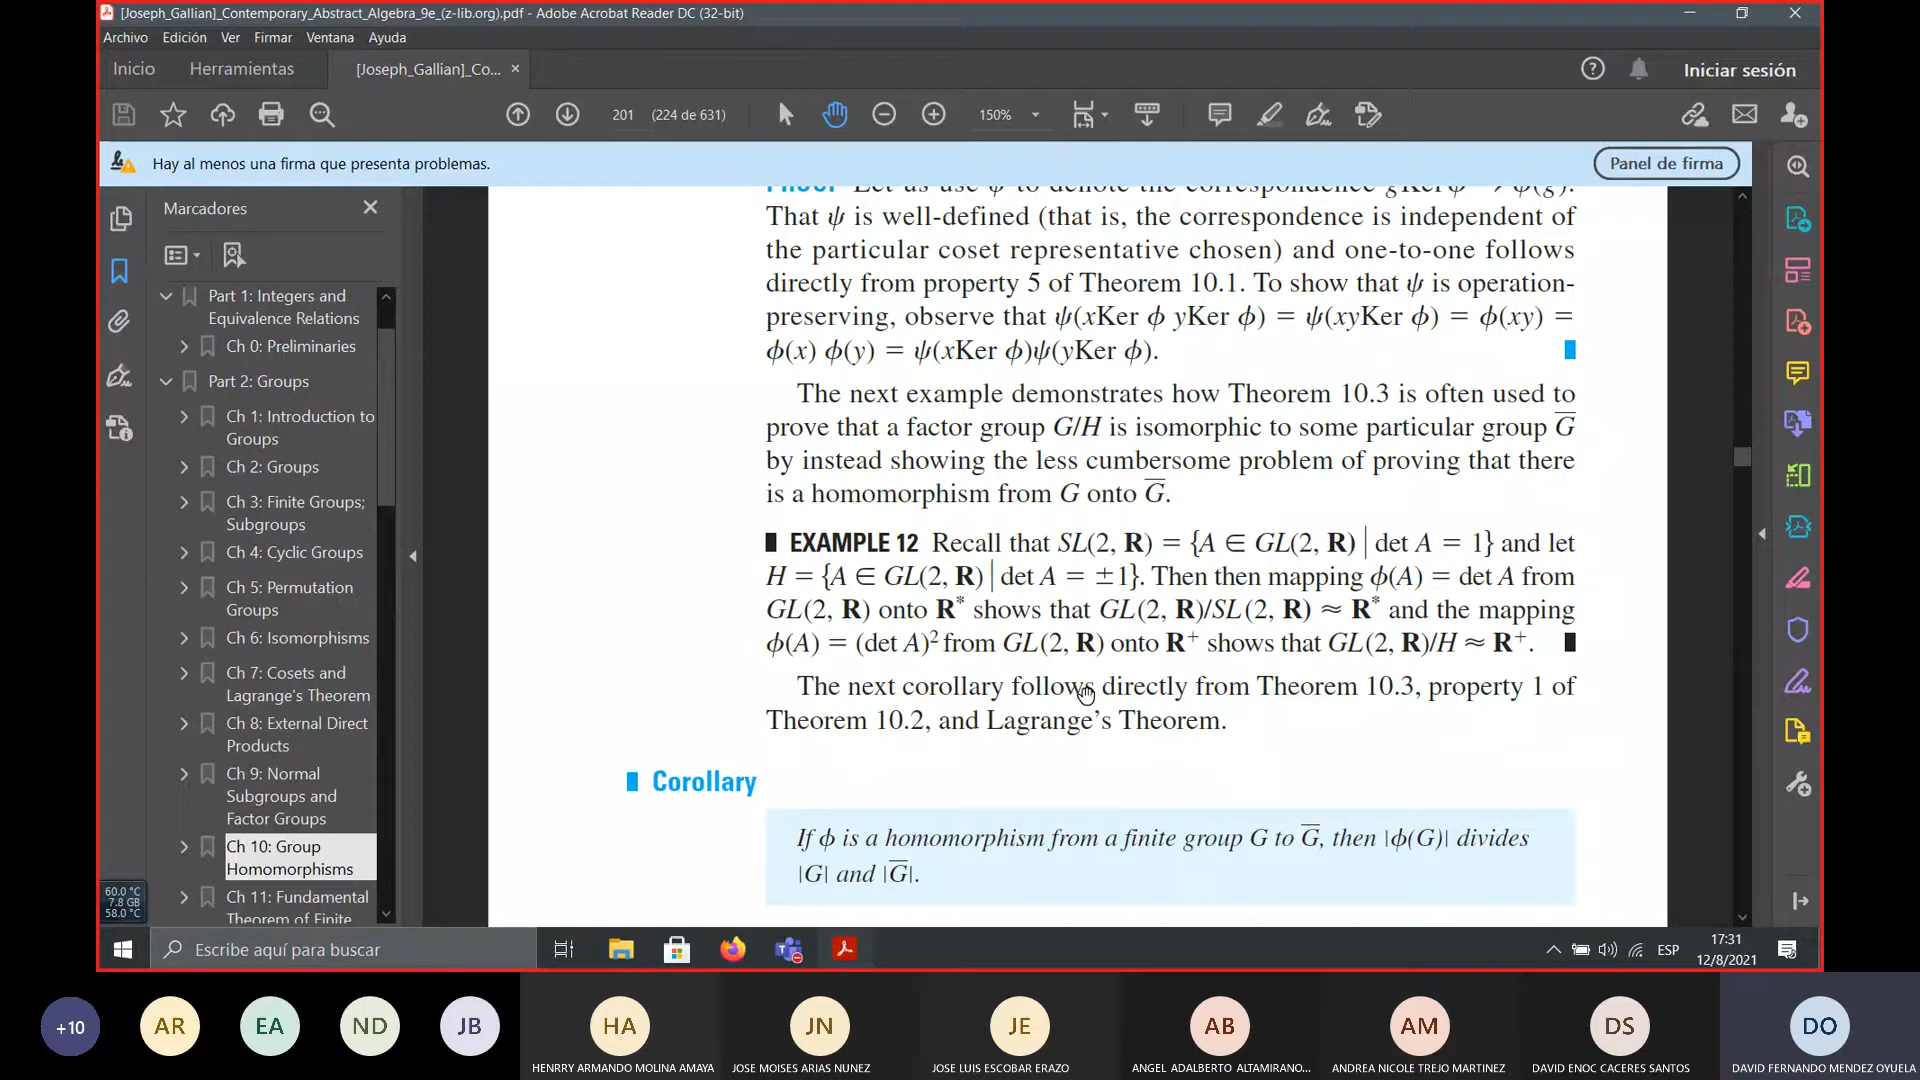 [Joseph_Gallian]_Contemporary_Abstract_Algebra_9e_(z-lib.org).pdf - Adobe Acrobat Reader DC (32-bit)
Archivo Edición Ver Firmar Ventana Ayuda
Inicio Herramientas [Joseph_Gallian]_Co... × Iniciar sesión
201 (224 de 631) 150%
Hay al menos una firma que presenta problemas. Panel de firma
Marcadores
Part 1: Integers and
Equivalence Relations
Ch 0: Preliminaries
Part 2: Groups
Ch 1: Introduction to
Groups
Ch 2: Groups
Ch 3: Finite Groups;
Subgroups
Ch 4: Cyclic Groups
Ch 5: Permutation
Groups
Ch 6: Isomorphisms
Ch 7: Cosets and
Lagrange's Theorem
Ch 8: External Direct
Products
Ch 9: Normal
Subgroups and
Factor Groups
Ch 10: Group
Homomorphisms
Ch 11: Fundamental
Theorem of Finite
PROOF Let us use ψ to denote the correspondence gKer ϕ → ϕ(g).
That ψ is well-defined (that is, the correspondence is independent of
the particular coset representative chosen) and one-to-one follows
directly from property 5 of Theorem 10.1. To show that ψ is operation-
preserving, observe that ψ(xKer ϕ yKer ϕ) = ψ(xyKer ϕ) = ϕ(xy) =
ϕ(x) ϕ(y) = ψ(xKer ϕ)ψ(yKer ϕ).
The next example demonstrates how Theorem 10.3 is often used to
prove that a factor group G/H is isomorphic to some particular group G̅
by instead showing the less cumbersome problem of proving that there
is a homomorphism from G onto G̅.
EXAMPLE 12 Recall that SL(2, R) = {A ∈ GL(2, R) | det A = 1} and let
H = {A ∈ GL(2, R) | det A = ±1}. Then then mapping ϕ(A) = det A from
GL(2, R) onto R* shows that GL(2, R)/SL(2, R) ≈ R* and the mapping
ϕ(A) = (det A)² from GL(2, R) onto R⁺ shows that GL(2, R)/H ≈ R⁺.
The next corollary follows directly from Theorem 10.3, property 1 of
Theorem 10.2, and Lagrange's Theorem.
Corollary
If ϕ is a homomorphism from a finite group G to G̅, then |ϕ(G)| divides
|G| and |G̅|.
60.0 °C
7.8 GB
58.0 °C
Escribe aquí para buscar
ESP
17:31
12/8/2021
+10 AR EA ND JB HA JN JE AB AM DS DO
HENRRY ARMANDO MOLINA AMAYA JOSE MOISES ARIAS NUNEZ JOSE LUIS ESCOBAR ERAZO ANGEL ADALBERTO ALTAMIRANO... ANDREA NICOLE TREJO MARTINEZ DAVID ENOC CACERES SANTOS DAVID FERNANDO MENDEZ OYUELA